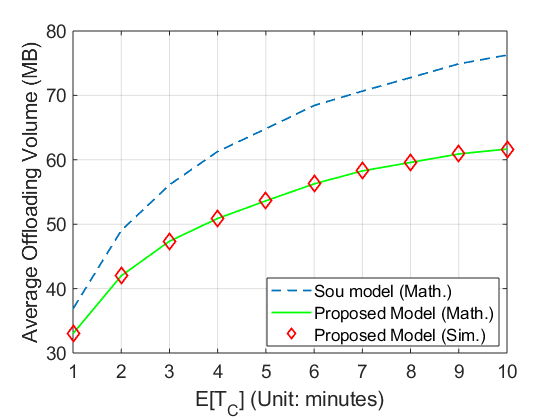 80
70
60
50
40
30
Average Offloading Volume (MB)
Sou model (Math.)
Proposed Model (Math.)
Proposed Model (Sim.)
1 2 3 4 5 6 7 8 9 10
E[T_C] (Unit: minutes)